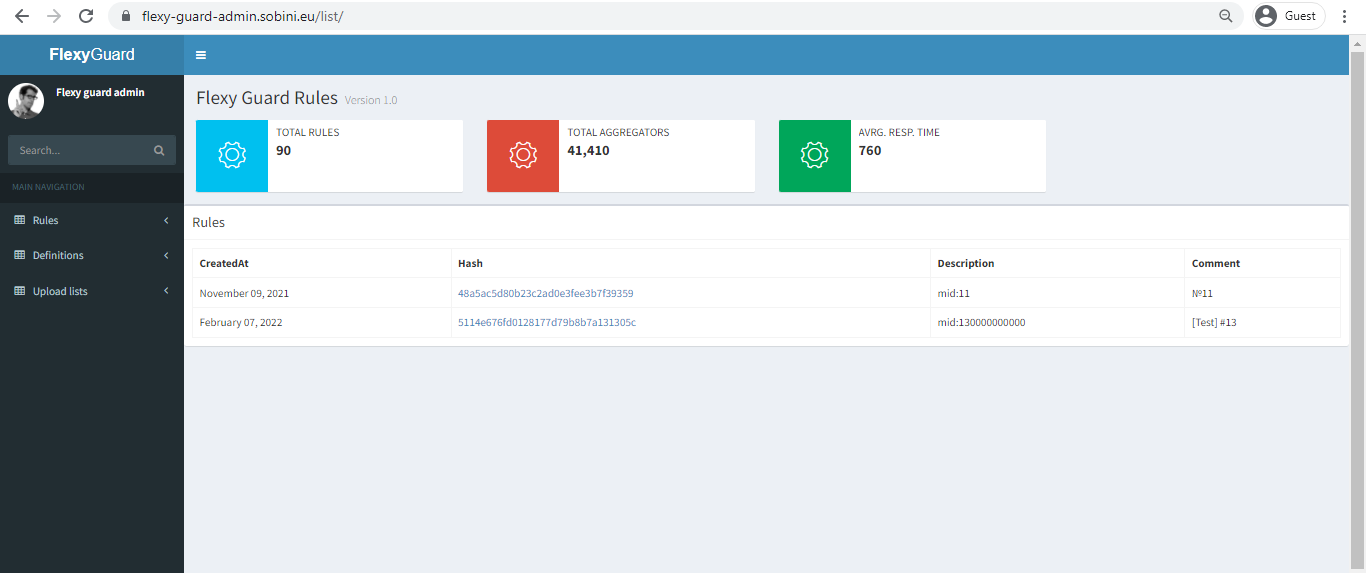 flexy-guard-admin.sobini.eu/list/
Guest
FlexyGuard
Flexy guard admin
Search...
MAIN NAVIGATION
Rules
Definitions
Upload lists
Flexy Guard Rules Version 1.0
TOTAL RULES
90
TOTAL AGGREGATORS
41,410
AVRG. RESP. TIME
760
Rules
CreatedAt Hash Description Comment
November 09, 2021 48a5ac5d80b23c2ad0e3fee3b7f39359 mid:11 №11
February 07, 2022 5114e676fd0128177d79b8b7a131305c mid:130000000000 [Test] #13